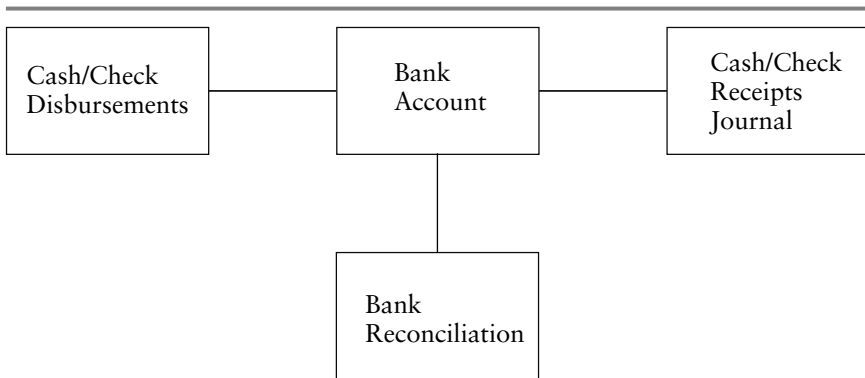 Cash/Check
Disbursements
Bank
Account
Cash/Check
Receipts
Journal
Bank
Reconciliation